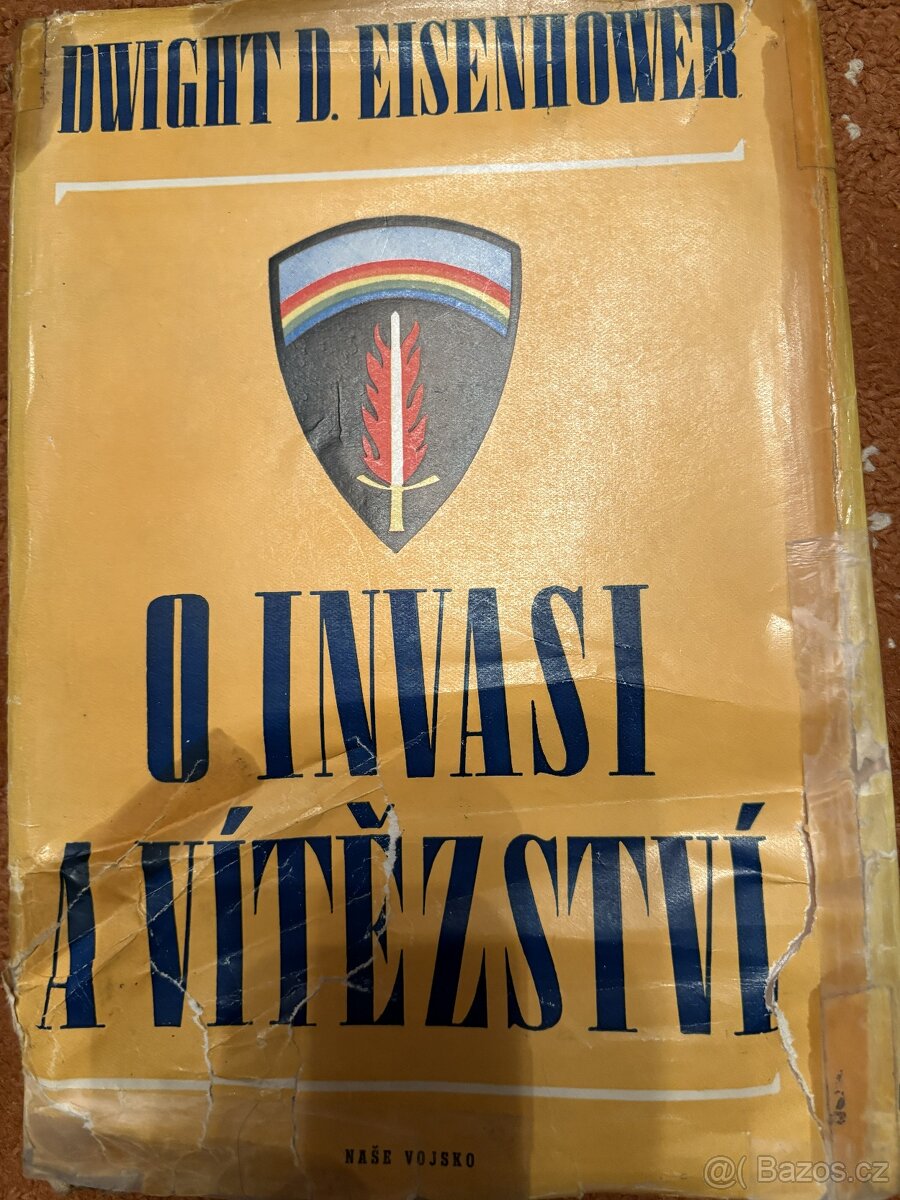 DWIGHT D. EISENHOWER
O INVASI
A VÍTĚZSTVÍ
NAŠE VOJSKO
@( Bazos.cz